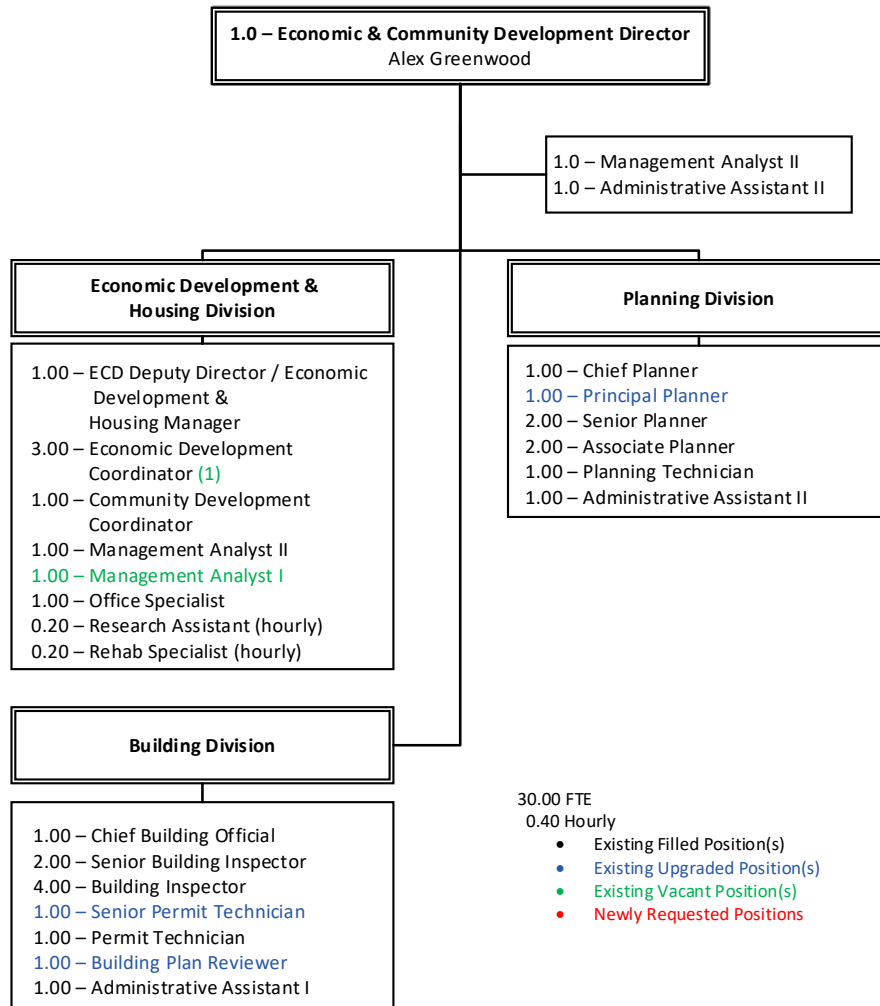 1.0 – Economic & Community Development Director
Alex Greenwood
1.0 – Management Analyst II
1.0 – Administrative Assistant II
Economic Development &
Housing Division
1.00 – ECD Deputy Director / Economic
Development &
Housing Manager
3.00 – Economic Development
Coordinator (1)
1.00 – Community Development
Coordinator
1.00 – Management Analyst II
1.00 – Management Analyst I
1.00 – Office Specialist
0.20 – Research Assistant (hourly)
0.20 – Rehab Specialist (hourly)
Planning Division
1.00 – Chief Planner
1.00 – Principal Planner
2.00 – Senior Planner
2.00 – Associate Planner
1.00 – Planning Technician
1.00 – Administrative Assistant II
Building Division
1.00 – Chief Building Official
2.00 – Senior Building Inspector
4.00 – Building Inspector
1.00 – Senior Permit Technician
1.00 – Permit Technician
1.00 – Building Plan Reviewer
1.00 – Administrative Assistant I
30.00 FTE
0.40 Hourly
• Existing Filled Position(s)
• Existing Upgraded Position(s)
• Existing Vacant Position(s)
• Newly Requested Positions